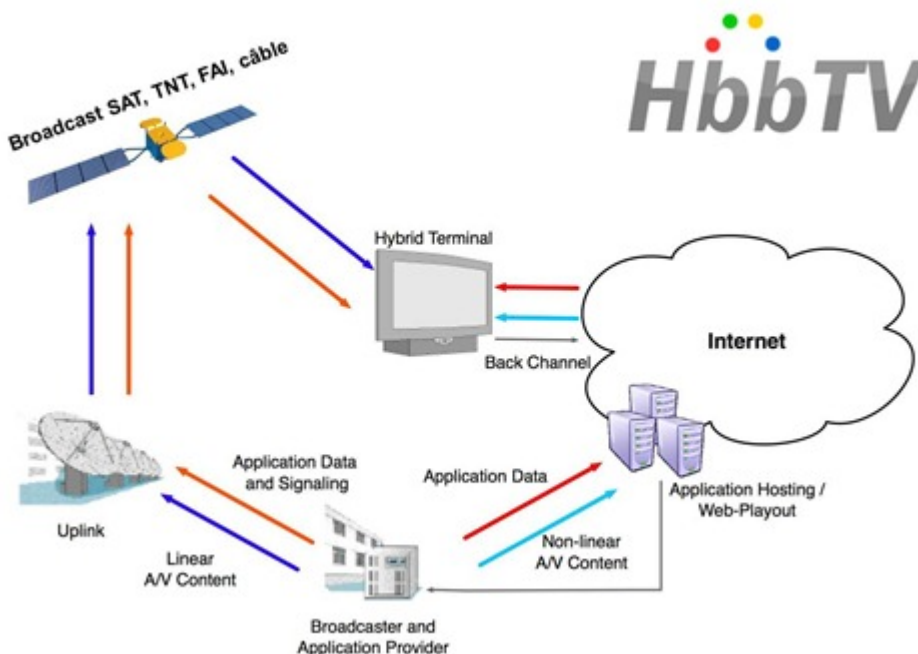 HbbTV
Broadcast SAT, TNT, FAI, câble
Hybrid Terminal
Internet
Back Channel
Application Data
and Signaling
Application Data
Application Hosting /
Web-Playout
Uplink
Linear
A/V Content
Non-linear
A/V Content
Broadcaster and
Application Provider